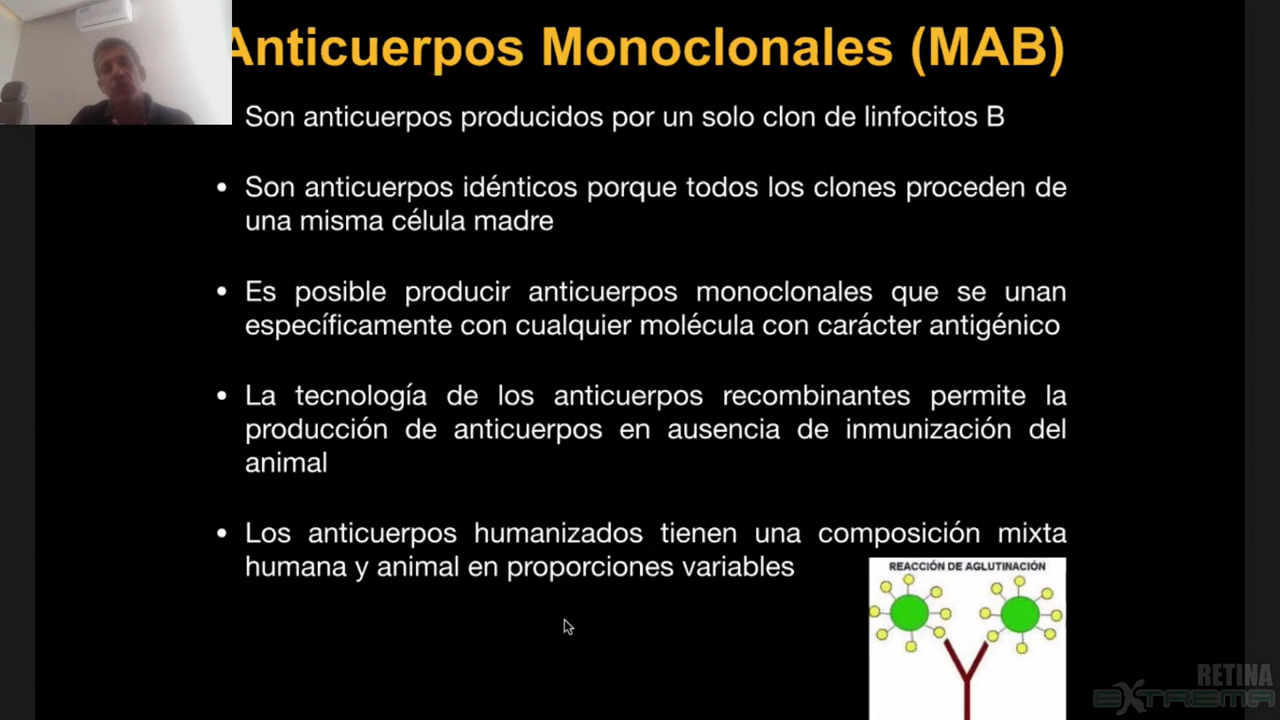 Anticuerpos Monoclonales (MAB)
Son anticuerpos producidos por un solo clon de linfocitos B
• Son anticuerpos idénticos porque todos los clones proceden de
una misma célula madre
• Es posible producir anticuerpos monoclonales que se unan
específicamente con cualquier molécula con carácter antigénico
• La tecnología de los anticuerpos recombinantes permite la
producción de anticuerpos en ausencia de inmunización del
animal
• Los anticuerpos humanizados tienen una composición mixta
humana y animal en proporciones variables
REACCIÓN DE AGLUTINACIÓN
RETINA
EXTREMA